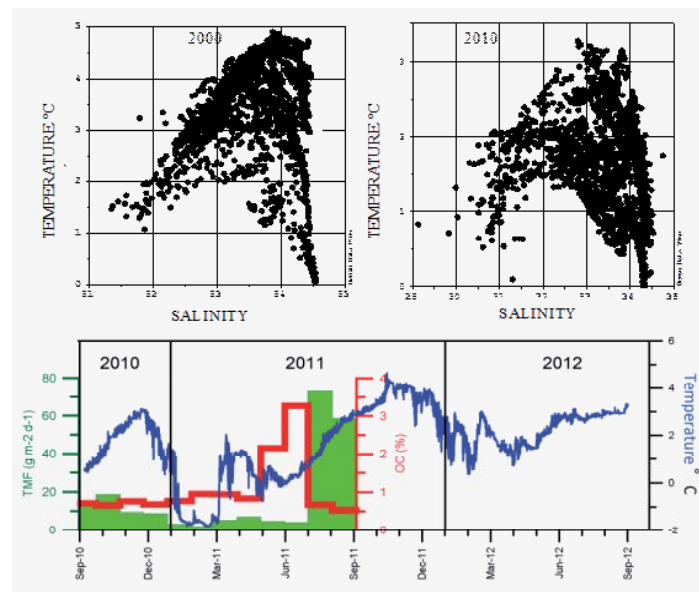 2000
5
4
3
2
1
0
TEMPERATURE °C
31 32 33 34 35
SALINITY
2010
3
2
1
0
TEMPERATURE °C
29 30 31 32 33 34 35
SALINITY
2010 2011 2012
80
60
40
20
0
TMF (g m-2 d-1)
4
3
2
1
0
OC (%)
6
4
2
0
-2
Temperature °C
Sep-10 Dec-10 Mar-11 Jun-11 Sep-11 Dec-11 Mar-12 Jun-12 Sep-12